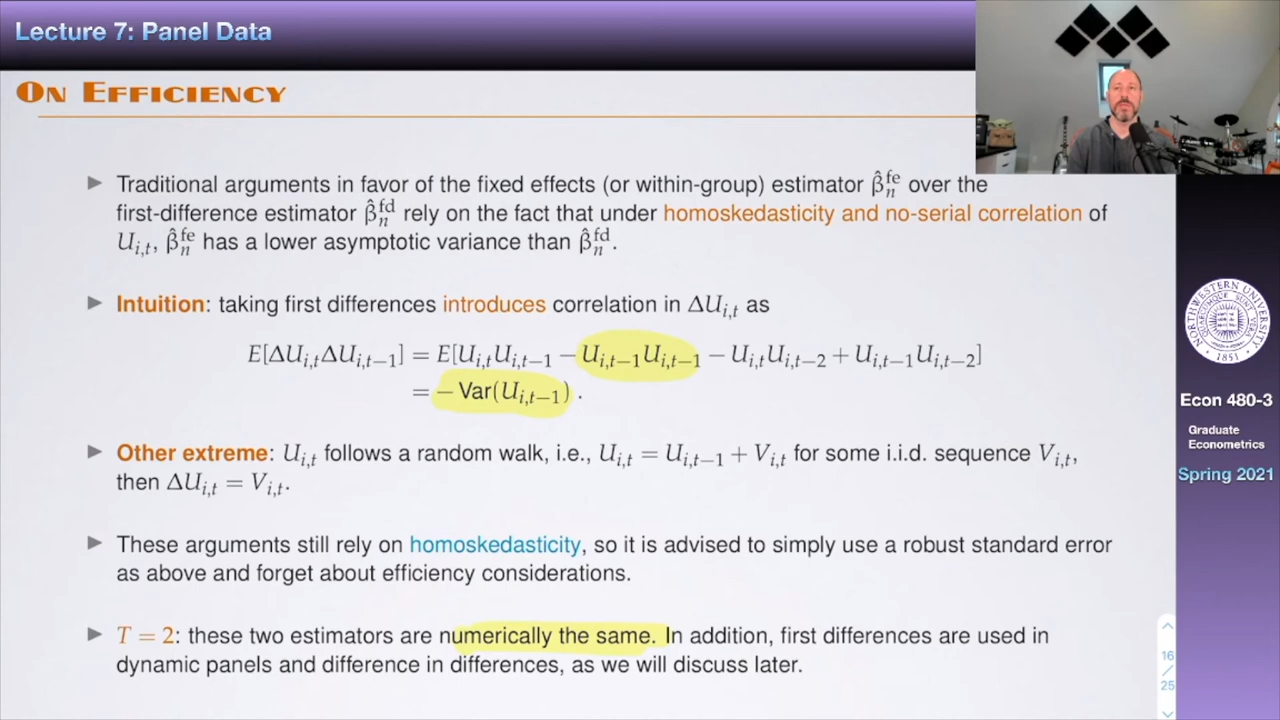 Lecture 7: Panel Data
On Efficiency
▶ Traditional arguments in favor of the fixed effects (or within-group) estimator β̂ₙᶠᵉ over the
first-difference estimator β̂ₙᶠᵈ rely on the fact that under homoskedasticity and no-serial correlation of
Uᵢ,ₜ, β̂ₙᶠᵉ has a lower asymptotic variance than β̂ₙᶠᵈ.
▶ Intuition: taking first differences introduces correlation in ΔUᵢ,ₜ as
E[ΔUᵢ,ₜΔUᵢ,ₜ₋₁] = E[Uᵢ,ₜUᵢ,ₜ₋₁ − Uᵢ,ₜ₋₁Uᵢ,ₜ₋₁ − Uᵢ,ₜUᵢ,ₜ₋₂ + Uᵢ,ₜ₋₁Uᵢ,ₜ₋₂]
= − Var(Uᵢ,ₜ₋₁) .
▶ Other extreme: Uᵢ,ₜ follows a random walk, i.e., Uᵢ,ₜ = Uᵢ,ₜ₋₁ + Vᵢ,ₜ for some i.i.d. sequence Vᵢ,ₜ,
then ΔUᵢ,ₜ = Vᵢ,ₜ.
▶ These arguments still rely on homoskedasticity, so it is advised to simply use a robust standard error
as above and forget about efficiency considerations.
▶ T = 2: these two estimators are numerically the same. In addition, first differences are used in
dynamic panels and difference in differences, as we will discuss later.
NORTHWESTERN UNIVERSITY
1851
Econ 480-3
Graduate
Econometrics
Spring 2021
16
/
25